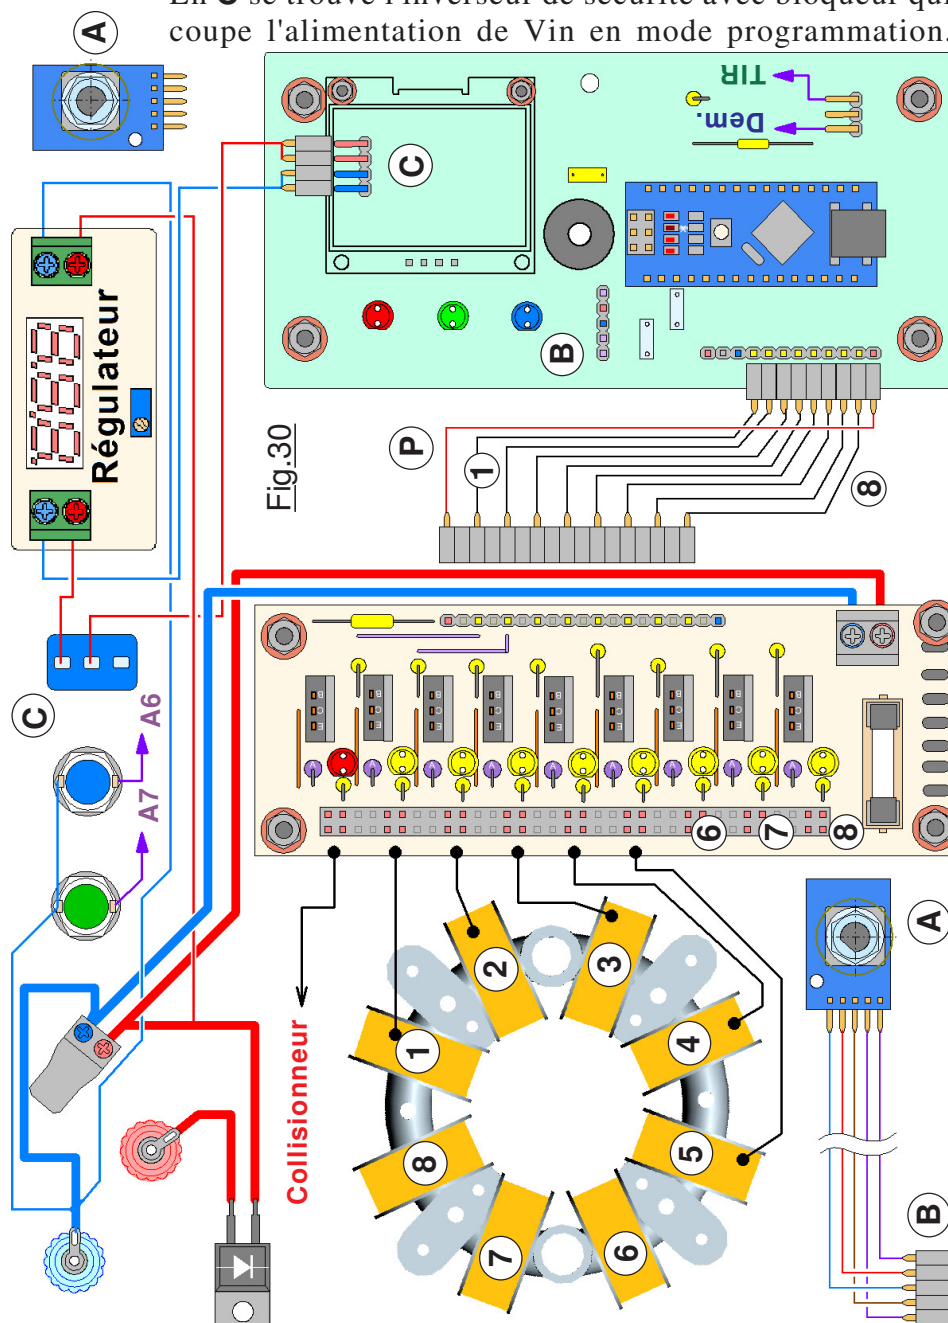 En C se trouve l'inverseur de sécurité avec bloqueur qui
coupe l'alimentation de Vin en mode programmation.
A
TIR
Dem.
C
B
Régulateur
Fig.30
P
1
8
C
A6
A7
B C E
B C E
B C E
B C E
B C E
B C E
B C E
B C E
B C E
6
7
8
Collisionneur
1
2
3
4
5
6
7
8
A
B